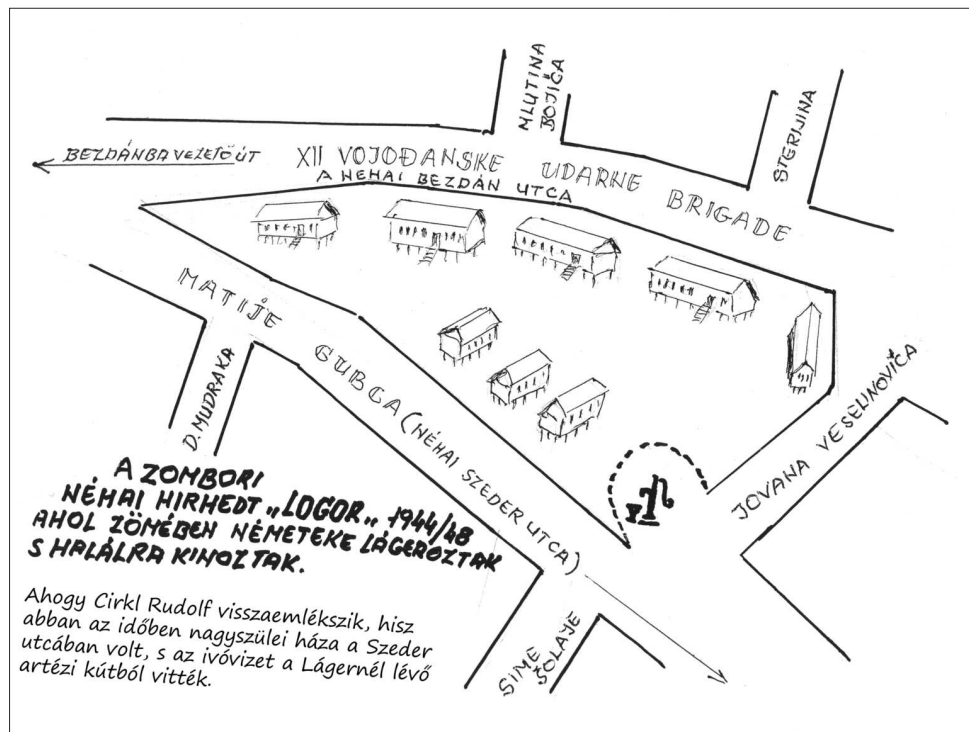 MLUTINA
BOJIĆA
STERIJINA
BEZDÁNBA VEZETŐ ÚT
XII VOJOĐANSKE UDARNE BRIGADE
A NEHAI BEZDÁN UTCA
MATIJE GUBCA (NÉHAI SZEDER UTCA)
D. MUDRAKA
JOVANA VESELINOVIĆA
SIME
ŠOLAJE
A ZOMBORI
NÉHAI HIRHEDT „LOGOR„ 1944/48
AHOL ZÖMÉBEN NÉMETEKE LÁGEROZTAK
S HALÁLRA KINOZTAK.
Ahogy Cirkl Rudolf visszaemlékszik, hisz
abban az időben nagyszülei háza a Szeder
utcában volt, s az ivóvizet a Lágernél lévő
artézi kútból vitték.